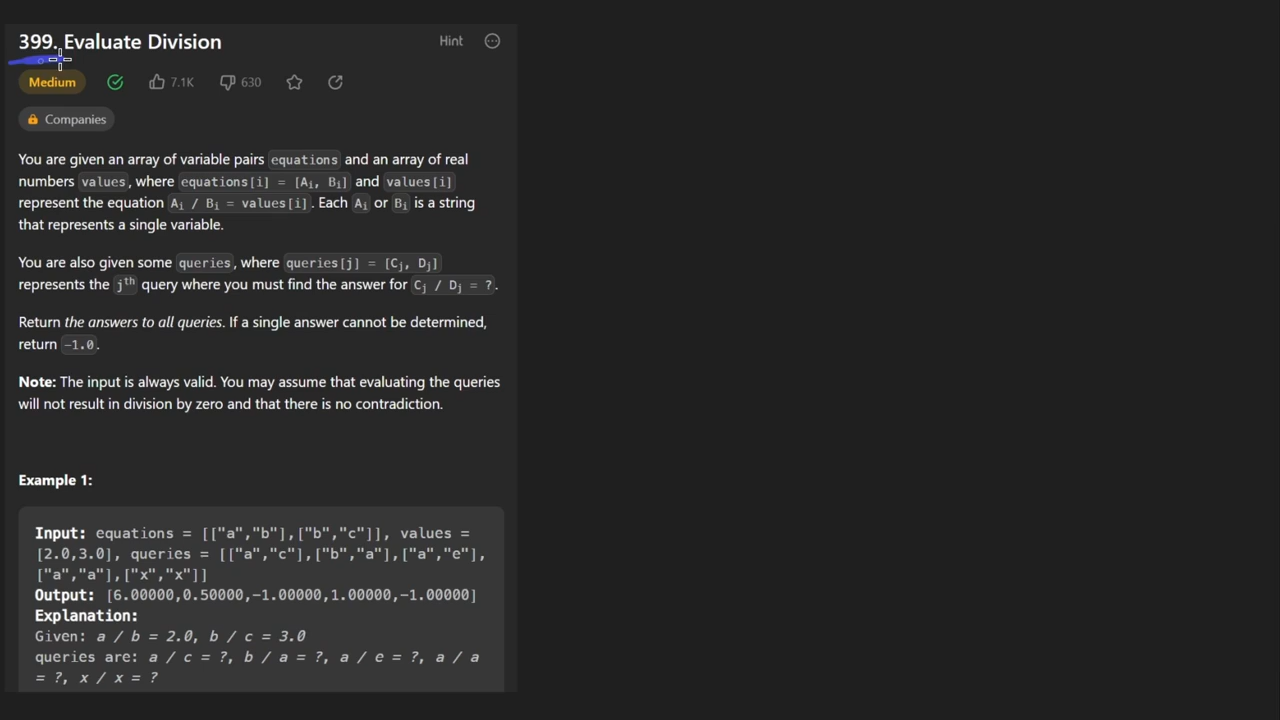 399. Evaluate Division
Hint
Medium
7.1K
630
Companies
You are given an array of variable pairs equations and an array of real
numbers values, where equations[i] = [Aᵢ, Bᵢ] and values[i]
represent the equation Aᵢ / Bᵢ = values[i]. Each Aᵢ or Bᵢ is a string
that represents a single variable.
You are also given some queries, where queries[j] = [Cⱼ, Dⱼ]
represents the jᵗʰ query where you must find the answer for Cⱼ / Dⱼ = ?.
Return the answers to all queries. If a single answer cannot be determined,
return -1.0.
Note: The input is always valid. You may assume that evaluating the queries
will not result in division by zero and that there is no contradiction.
Example 1:
Input: equations = [["a","b"],["b","c"]], values =
[2.0,3.0], queries = [["a","c"],["b","a"],["a","e"],
["a","a"],["x","x"]]
Output: [6.00000,0.50000,-1.00000,1.00000,-1.00000]
Explanation:
Given: a / b = 2.0, b / c = 3.0
queries are: a / c = ?, b / a = ?, a / e = ?, a / a
= ?, x / x = ?